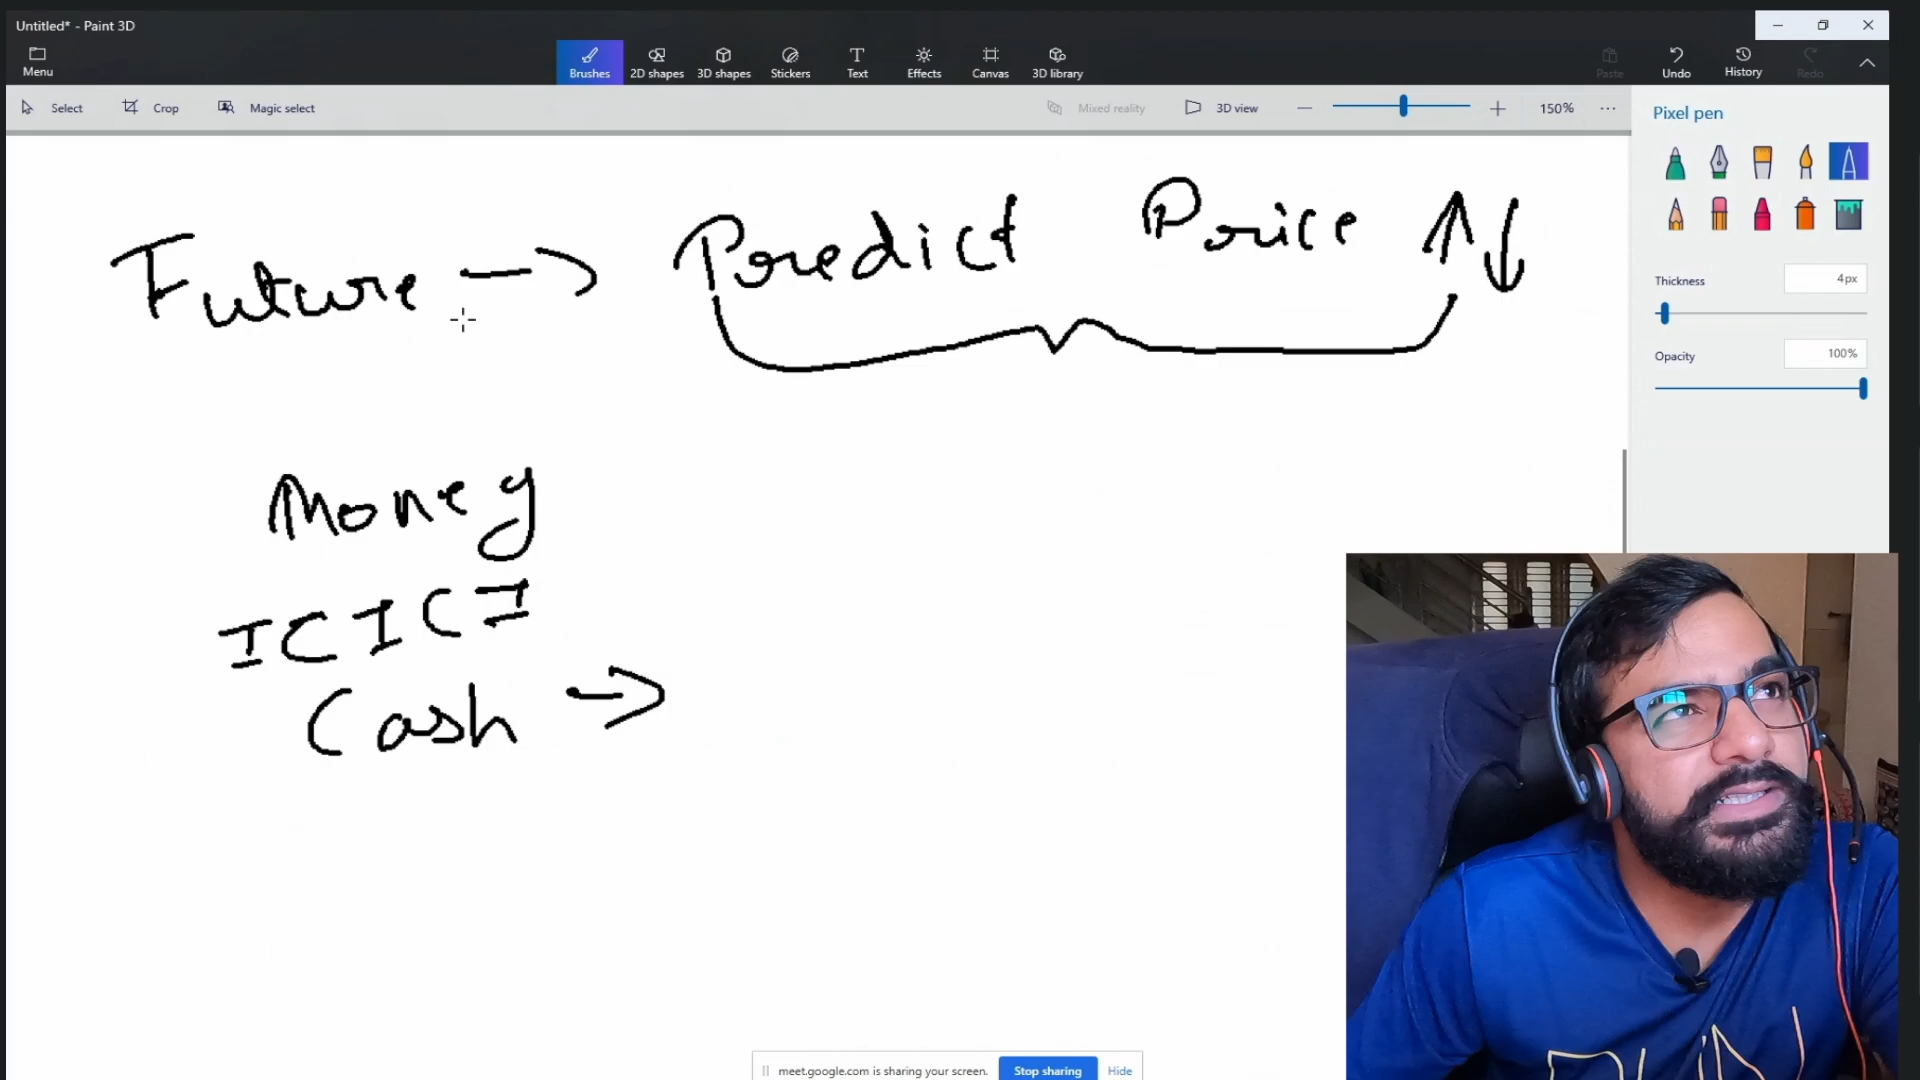 Untitled* - Paint 3D
Menu
Brushes 2D shapes 3D shapes Stickers Text Effects Canvas 3D library Paste Undo History Redo
Select Crop Magic select Mixed reality 3D view 150%
Pixel pen
Thickness 4px
Opacity 100%
Future → Predict Price ↑↓
Money
ICICI
Cash →
meet.google.com is sharing your screen. Stop sharing Hide